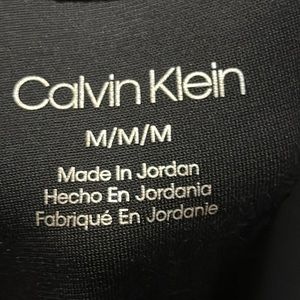 Calvin Klein
M/M/M
Made In Jordan
Hecho En Jordania
Fabriqué En Jordanie